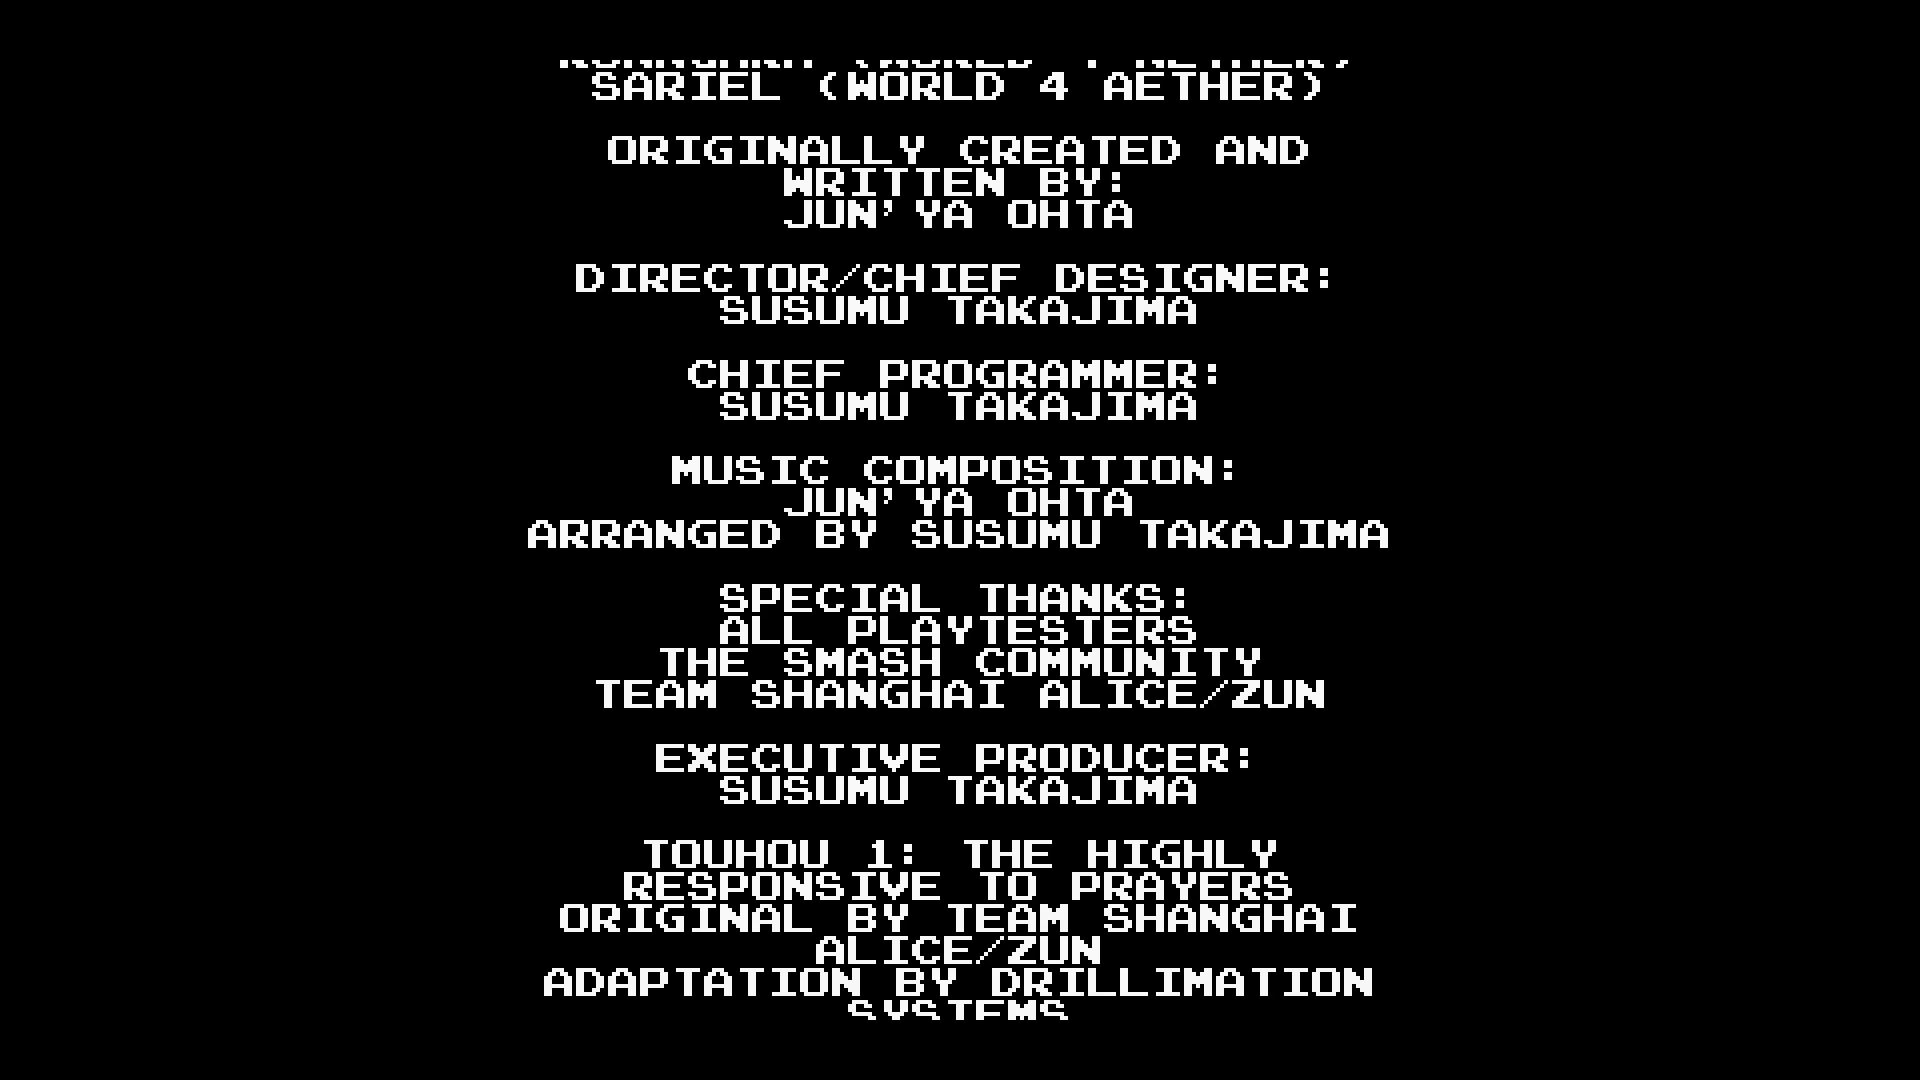 SARIEL (WORLD 4 AETHER)
ORIGINALLY CREATED AND
WRITTEN BY:
JUN'YA OHTA
DIRECTOR/CHIEF DESIGNER:
SUSUMU TAKAJIMA
CHIEF PROGRAMMER:
SUSUMU TAKAJIMA
MUSIC COMPOSITION:
JUN'YA OHTA
ARRANGED BY SUSUMU TAKAJIMA
SPECIAL THANKS:
ALL PLAYTESTERS
THE SMASH COMMUNITY
TEAM SHANGHAI ALICE/ZUN
EXECUTIVE PRODUCER:
SUSUMU TAKAJIMA
TOUHOU 1: THE HIGHLY
RESPONSIVE TO PRAYERS
ORIGINAL BY TEAM SHANGHAI
ALICE/ZUN
ADAPTATION BY DRILLIMATION
SYSTEMS